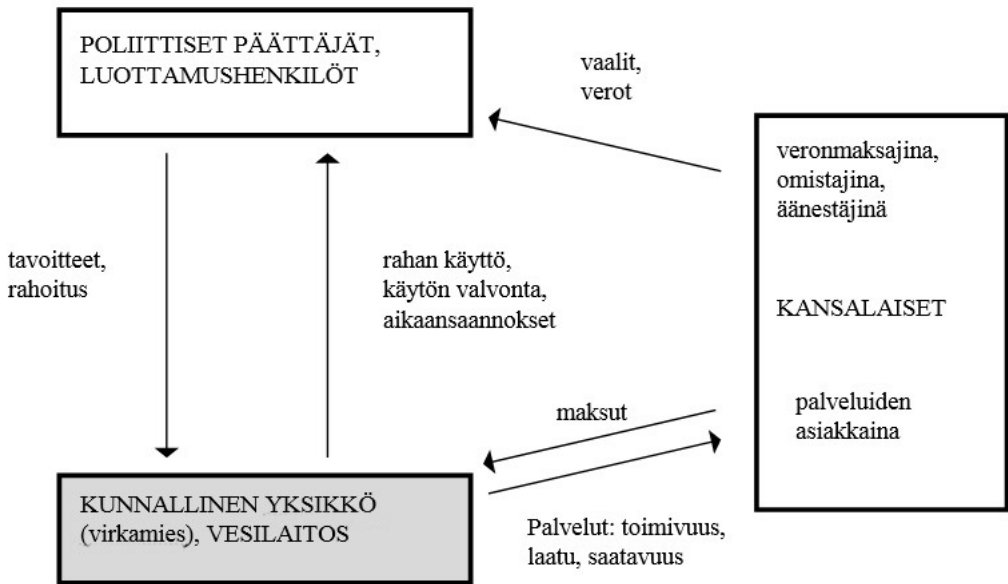 POLIITTISET PÄÄTTÄJÄT,
LUOTTAMUSHENKILÖT
vaalit,
verot
veronmaksajina,
omistajina,
äänestäjinä
tavoitteet,
rahoitus
rahan käyttö,
käytön valvonta,
aikaansaannokset
KANSALAISET
palveluiden
asiakkaina
maksut
KUNNALLINEN YKSIKKÖ
(virkamies), VESILAITOS
Palvelut: toimivuus,
laatu, saatavuus